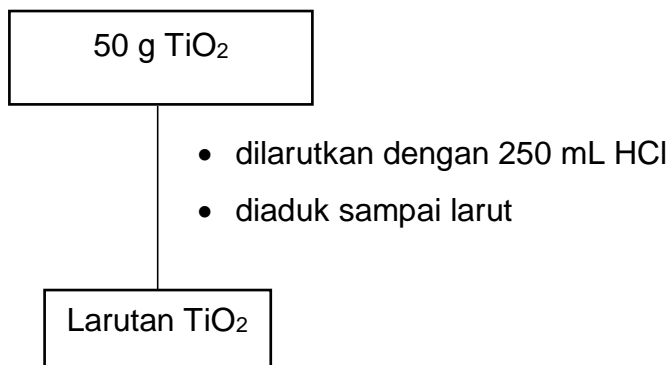 50 g TiO₂
• dilarutkan dengan 250 mL HCl
• diaduk sampai larut
Larutan TiO₂